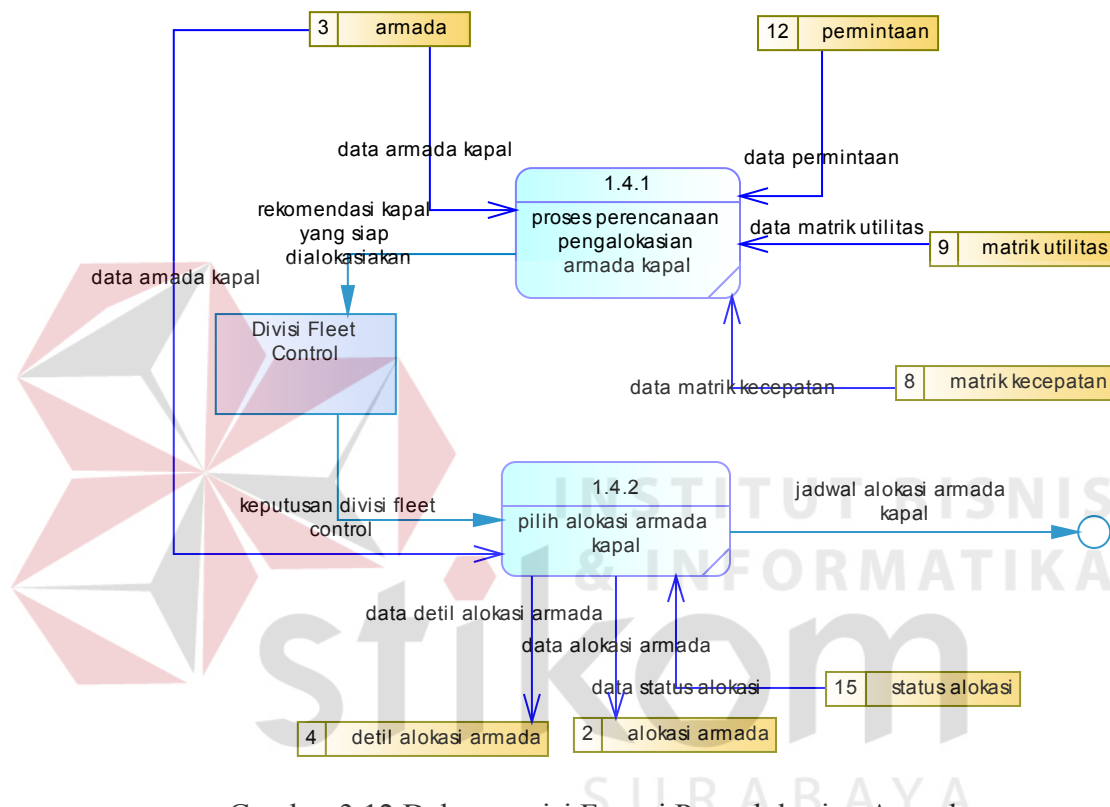 3 armada
12 permintaan
data armada kapal
data permintaan
1.4.1
proses perencanaan
pengalokasian
armada kapal
rekomendasi kapal
yang siap
dialokasiakan
data matrik utilitas
9 matrik utilitas
data amada kapal
Divisi Fleet
Control
data matrik kecepatan
8 matrik kecepatan
1.4.2
pilih alokasi armada
kapal
jadwal alokasi armada
kapal
keputusan divisi fleet
control
INSTITUT BISNIS
& INFORMATIKA
stikom
SURABAYA
data detil alokasi armada
data alokasi armada
data status alokasi
15 status alokasi
4 detil alokasi armada
2 alokasi armada